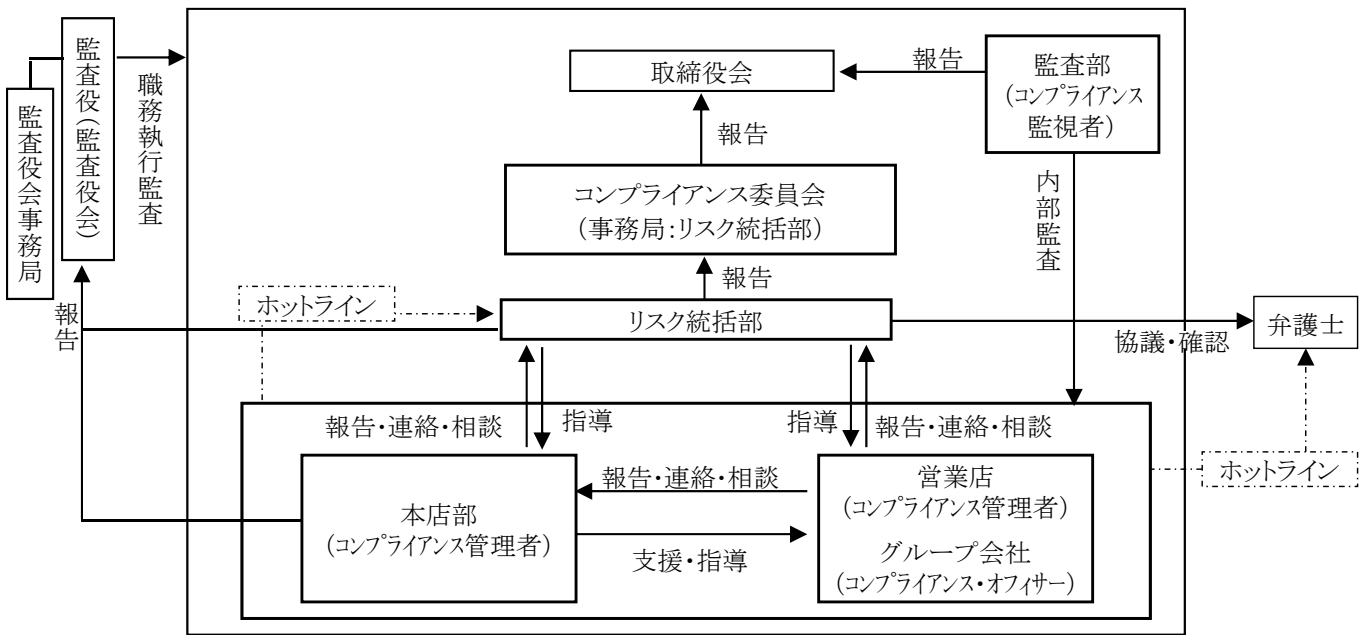 監査役会事務局
監査役(監査役会)
職務執行監査
取締役会
報告
監査部
(コンプライアンス
監視者)
報告
コンプライアンス委員会
(事務局:リスク統括部)
内部監査
報告
ホットライン
報告
リスク統括部
協議・確認
弁護士
報告・連絡・相談
指導
指導
報告・連絡・相談
本店部
(コンプライアンス管理者)
報告・連絡・相談
支援・指導
営業店
(コンプライアンス管理者)
グループ会社
(コンプライアンス・オフィサー)
ホットライン